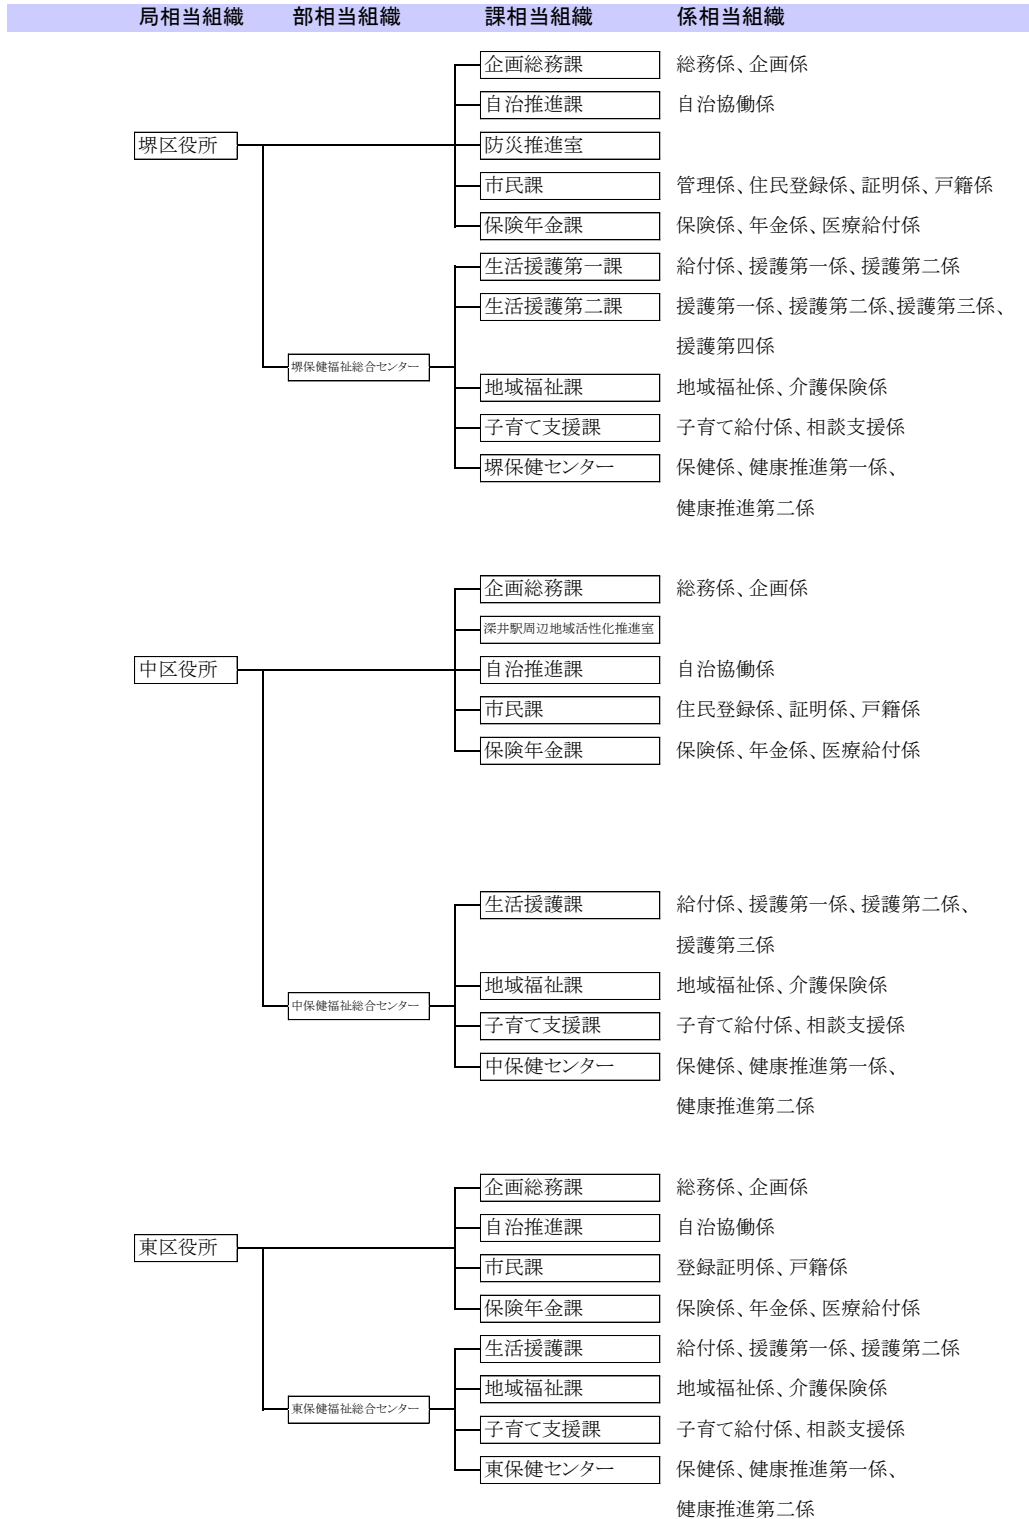 局相当組織 部相当組織 課相当組織 係相当組織
企画総務課 総務係、企画係
自治推進課 自治協働係
堺区役所 防災推進室
市民課 管理係、住民登録係、証明係、戸籍係
保険年金課 保険係、年金係、医療給付係
生活援護第一課 給付係、援護第一係、援護第二係
生活援護第二課 援護第一係、援護第二係、援護第三係、
援護第四係
堺保健福祉総合センター
地域福祉課 地域福祉係、介護保険係
子育て支援課 子育て給付係、相談支援係
堺保健センター 保健係、健康推進第一係、
健康推進第二係
企画総務課 総務係、企画係
深井駅周辺地域活性化推進室
中区役所 自治推進課 自治協働係
市民課 住民登録係、証明係、戸籍係
保険年金課 保険係、年金係、医療給付係
生活援護課 給付係、援護第一係、援護第二係、
援護第三係
地域福祉課 地域福祉係、介護保険係
中保健福祉総合センター
子育て支援課 子育て給付係、相談支援係
中保健センター 保健係、健康推進第一係、
健康推進第二係
企画総務課 総務係、企画係
自治推進課 自治協働係
東区役所
市民課 登録証明係、戸籍係
保険年金課 保険係、年金係、医療給付係
生活援護課 給付係、援護第一係、援護第二係
地域福祉課 地域福祉係、介護保険係
東保健福祉総合センター
子育て支援課 子育て給付係、相談支援係
東保健センター 保健係、健康推進第一係、
健康推進第二係